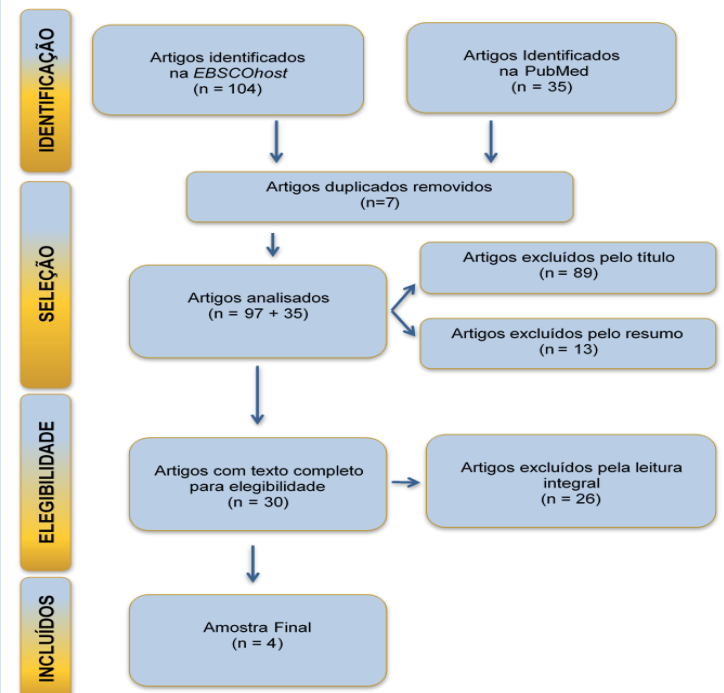 IDENTIFICAÇÃO
Artigos identificados
na EBSCOhost
(n = 104)
Artigos Identificados
na PubMed
(n = 35)
Artigos duplicados removidos
(n=7)
SELEÇÃO
Artigos analisados
(n = 97 + 35)
Artigos excluídos pelo título
(n = 89)
Artigos excluídos pelo resumo
(n = 13)
ELEGIBILIDADE
Artigos com texto completo
para elegibilidade
(n = 30)
Artigos excluídos pela leitura
integral
(n = 26)
INCLUÍDOS
Amostra Final
(n = 4)